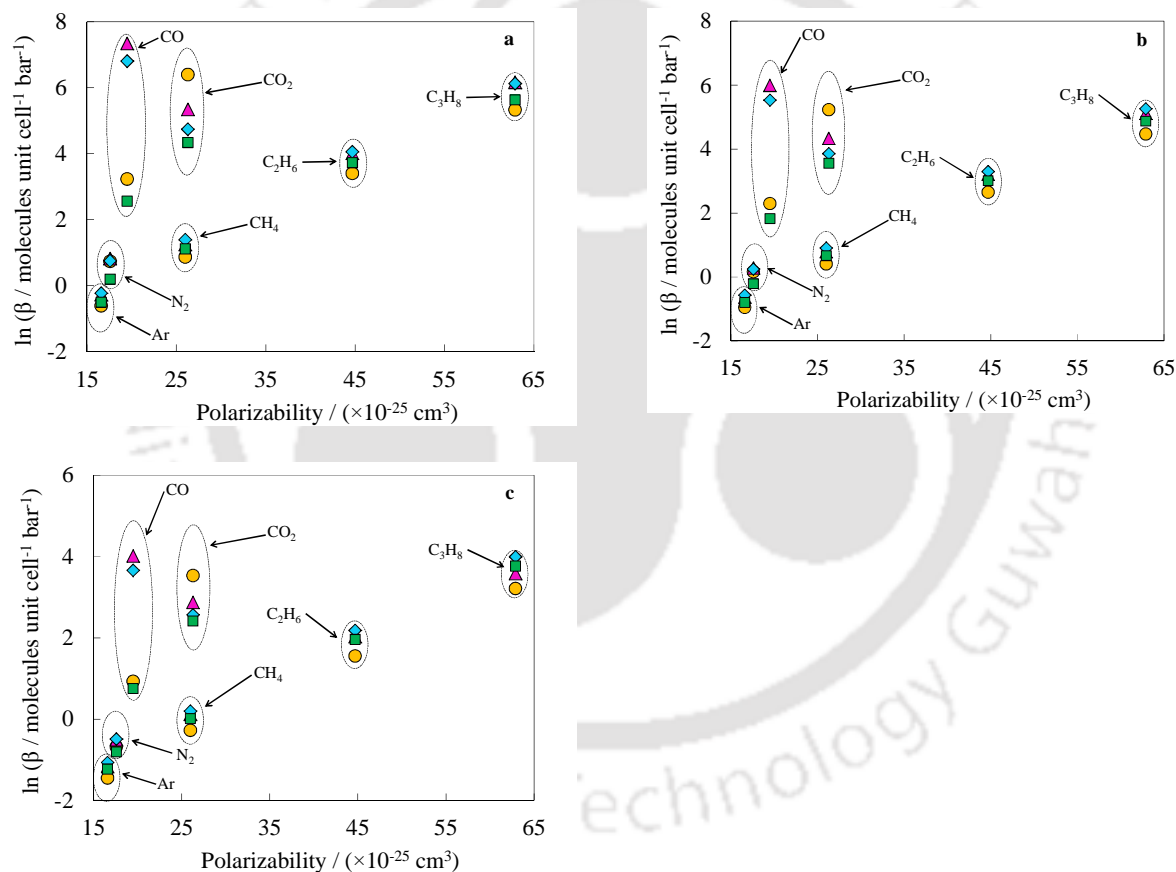 a
8
6
4
2
0
-2
15 25 35 45 55 65
ln (β / molecules unit cell-1 bar-1)
Polarizability / (×10-25 cm3)
CO
CO2
C3H8
C2H6
CH4
N2
Ar
b
8
6
4
2
0
-2
15 25 35 45 55 65
ln (β / molecules unit cell-1 bar-1)
Polarizability / (×10-25 cm3)
CO
CO2
C3H8
C2H6
CH4
N2
Ar
c
6
4
2
0
-2
15 25 35 45 55 65
ln (β / molecules unit cell-1 bar-1)
Polarizability / (×10-25 cm3)
CO
CO2
C3H8
C2H6
CH4
N2
Ar
echnology Guwah